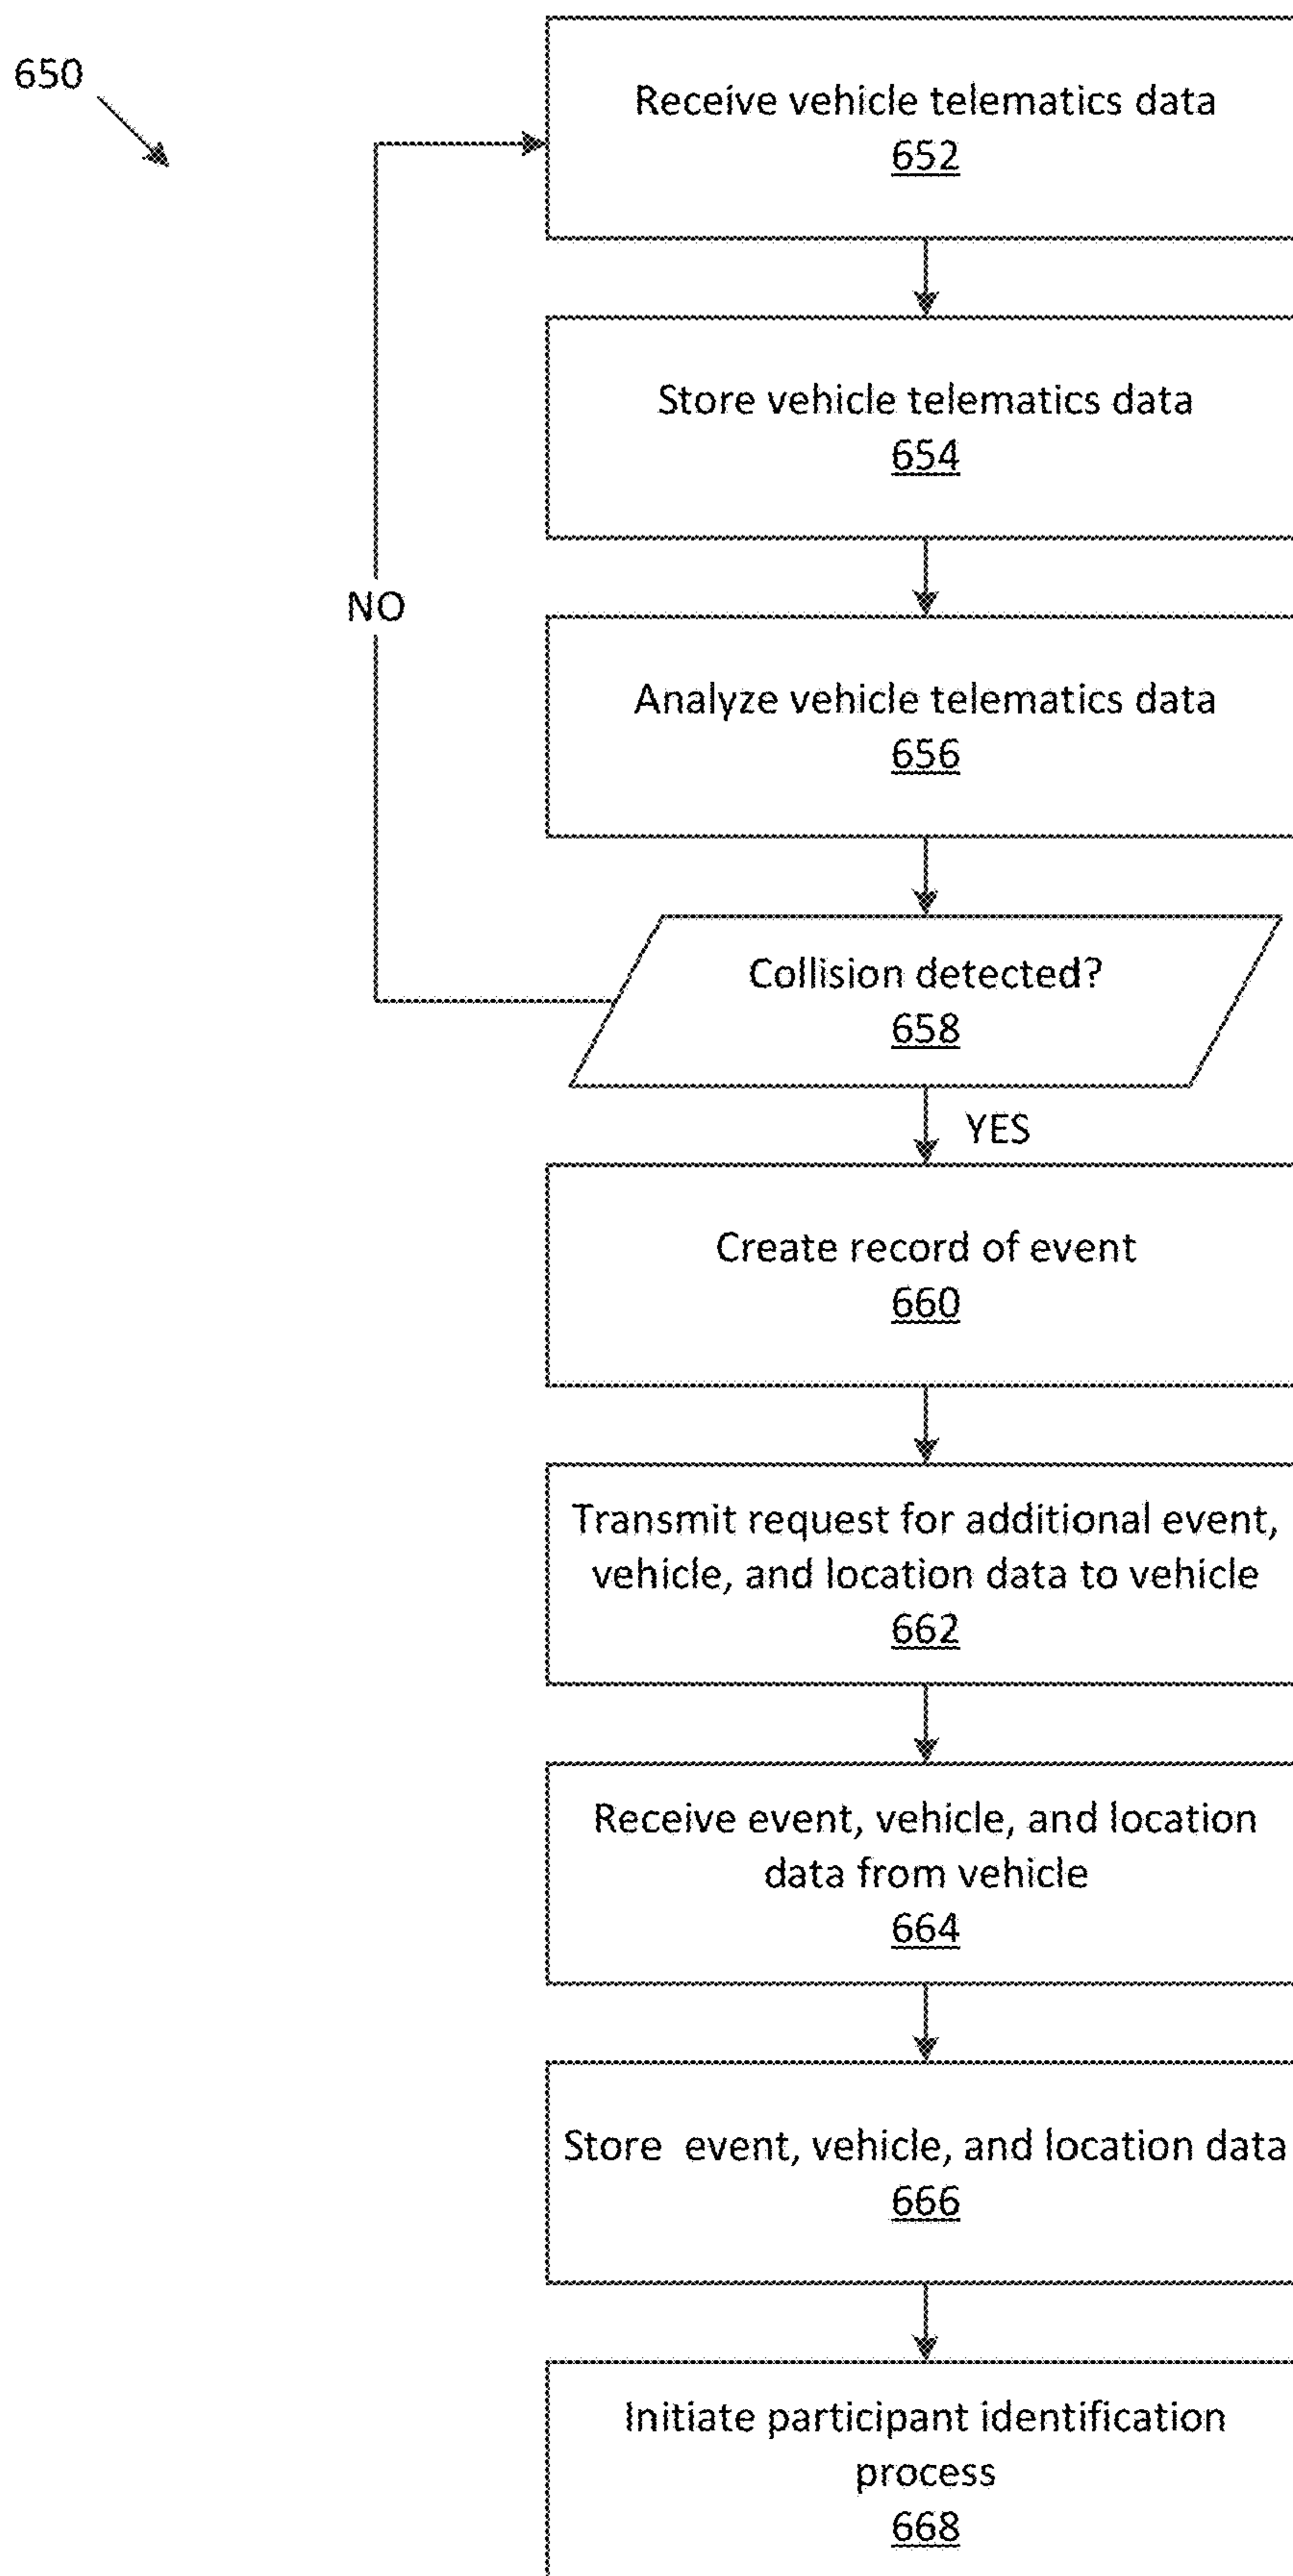 650
Receive vehicle telematics data
652
Store vehicle telematics data
654
Analyze vehicle telematics data
656
NO
Collision detected?
658
YES
Create record of event
660
Transmit request for additional event,
vehicle, and location data to vehicle
662
Receive event, vehicle, and location
data from vehicle
664
Store event, vehicle, and location data
666
Initiate participant identification
process
668